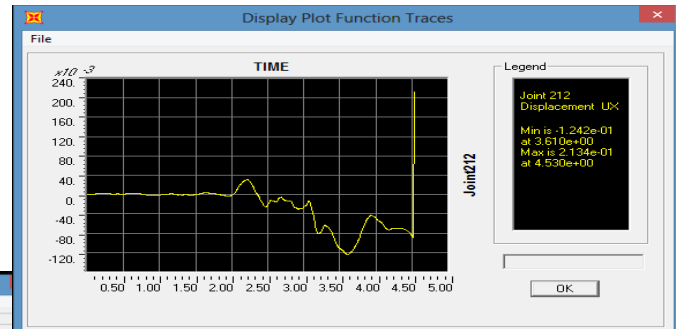 Display Plot Function Traces
File
x10 -3
TIME
240.
200.
160.
120.
80.
40.
0.
-40.
-80.
-120.
0.50 1.00 1.50 2.00 2.50 3.00 3.50 4.00 4.50 5.00
Joint212
Legend
Joint 212
Displacement UX
Min is -1.242e-01
at 3.610e+00
Max is 2.134e-01
at 4.530e+00
OK